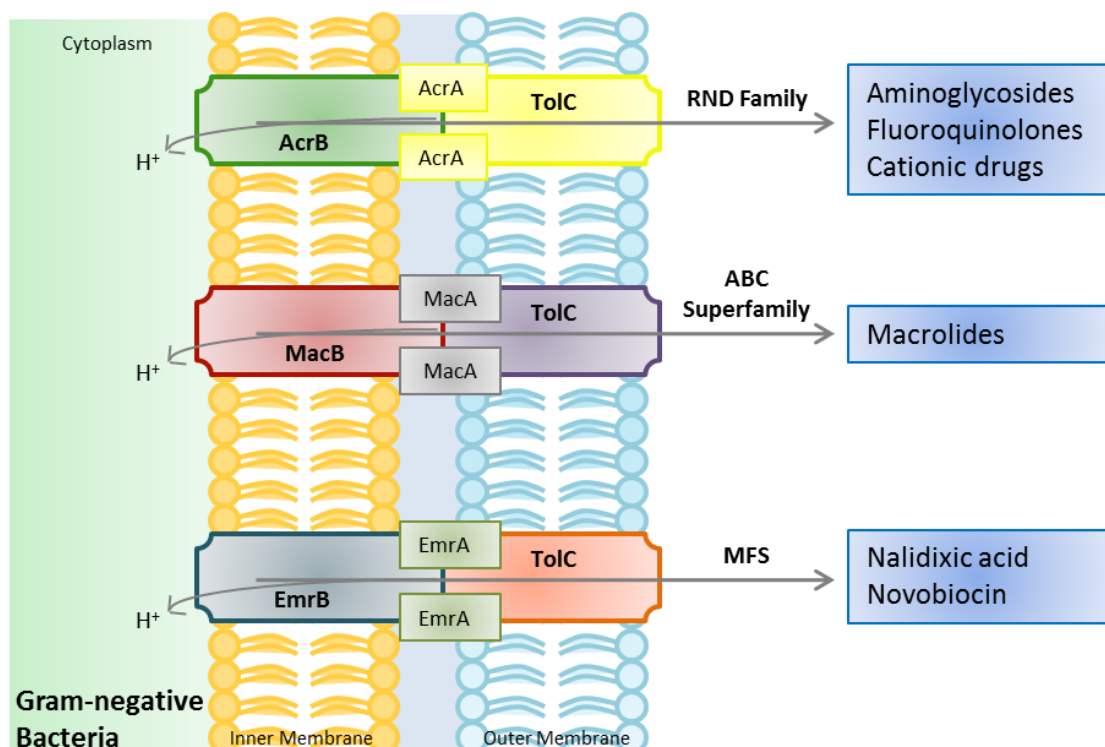 Cytoplasm
AcrA
TolC
RND Family
Aminoglycosides
Fluoroquinolones
Cationic drugs
AcrB
AcrA
H⁺
ABC
Superfamily
MacA
TolC
Macrolides
MacB
MacA
H⁺
EmrA
TolC
MFS
Nalidixic acid
Novobiocin
EmrB
EmrA
H⁺
Gram-negative
Bacteria
Inner Membrane
Outer Membrane